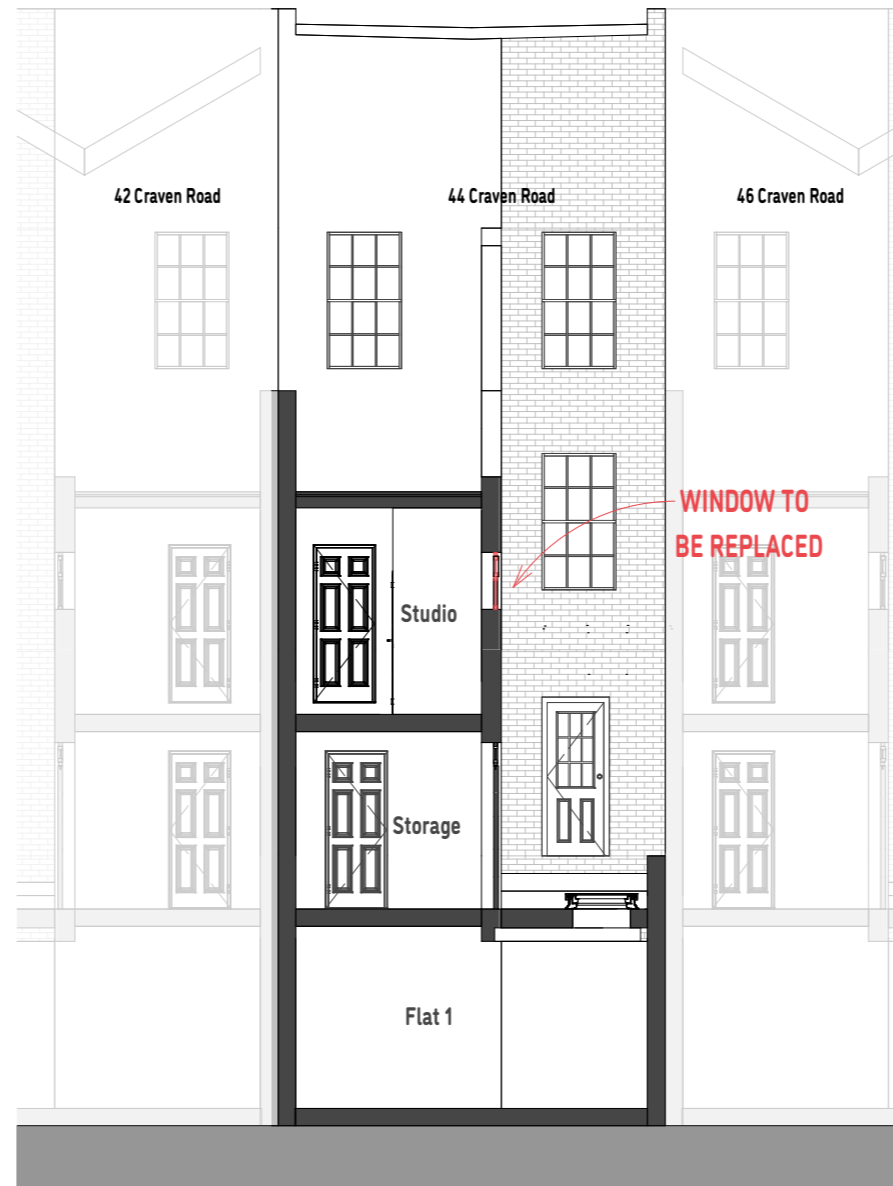 42 Craven Road
44 Craven Road
46 Craven Road
WINDOW TO
BE REPLACED
Studio
Storage
Flat 1